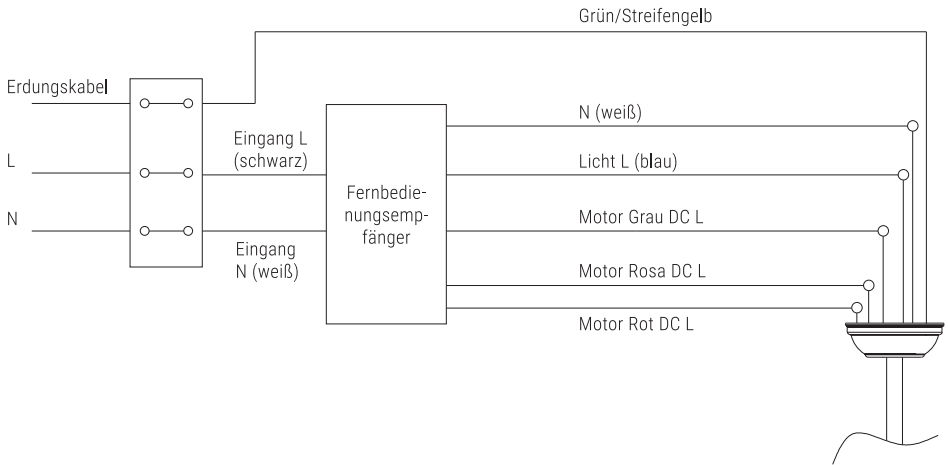 Grün/Streifengelb
Erdungskabel
L
N
Eingang L
(schwarz)
Eingang
N (weiß)
Fernbedie-
nungsemp-
fänger
N (weiß)
Licht L (blau)
Motor Grau DC L
Motor Rosa DC L
Motor Rot DC L